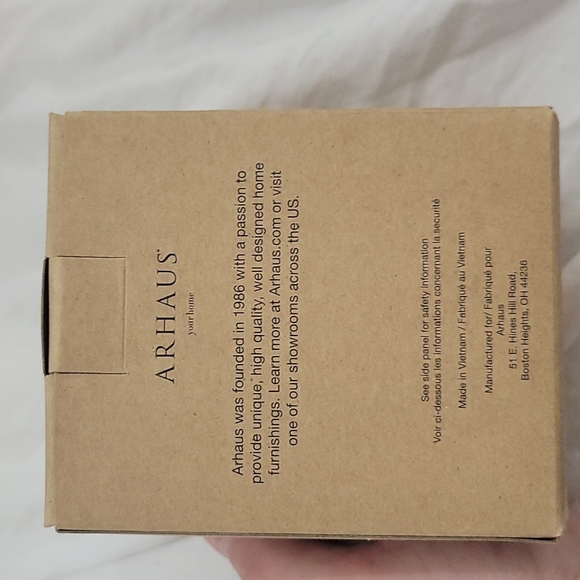 ARHAUS®
your home
Arhaus was founded in 1986 with a passion to
provide unique, high quality, well designed home
furnishings. Learn more at Arhaus.com or visit
one of our showrooms across the US.
See side panel for safety information
Voir ci-dessous les informations concernant la securité
Made in Vietnam / Fabriqué au Vietnam
Manufactured for/ Fabriqué pour
Arhaus
51 E. Hines Hill Road,
Boston Heights, OH 44236